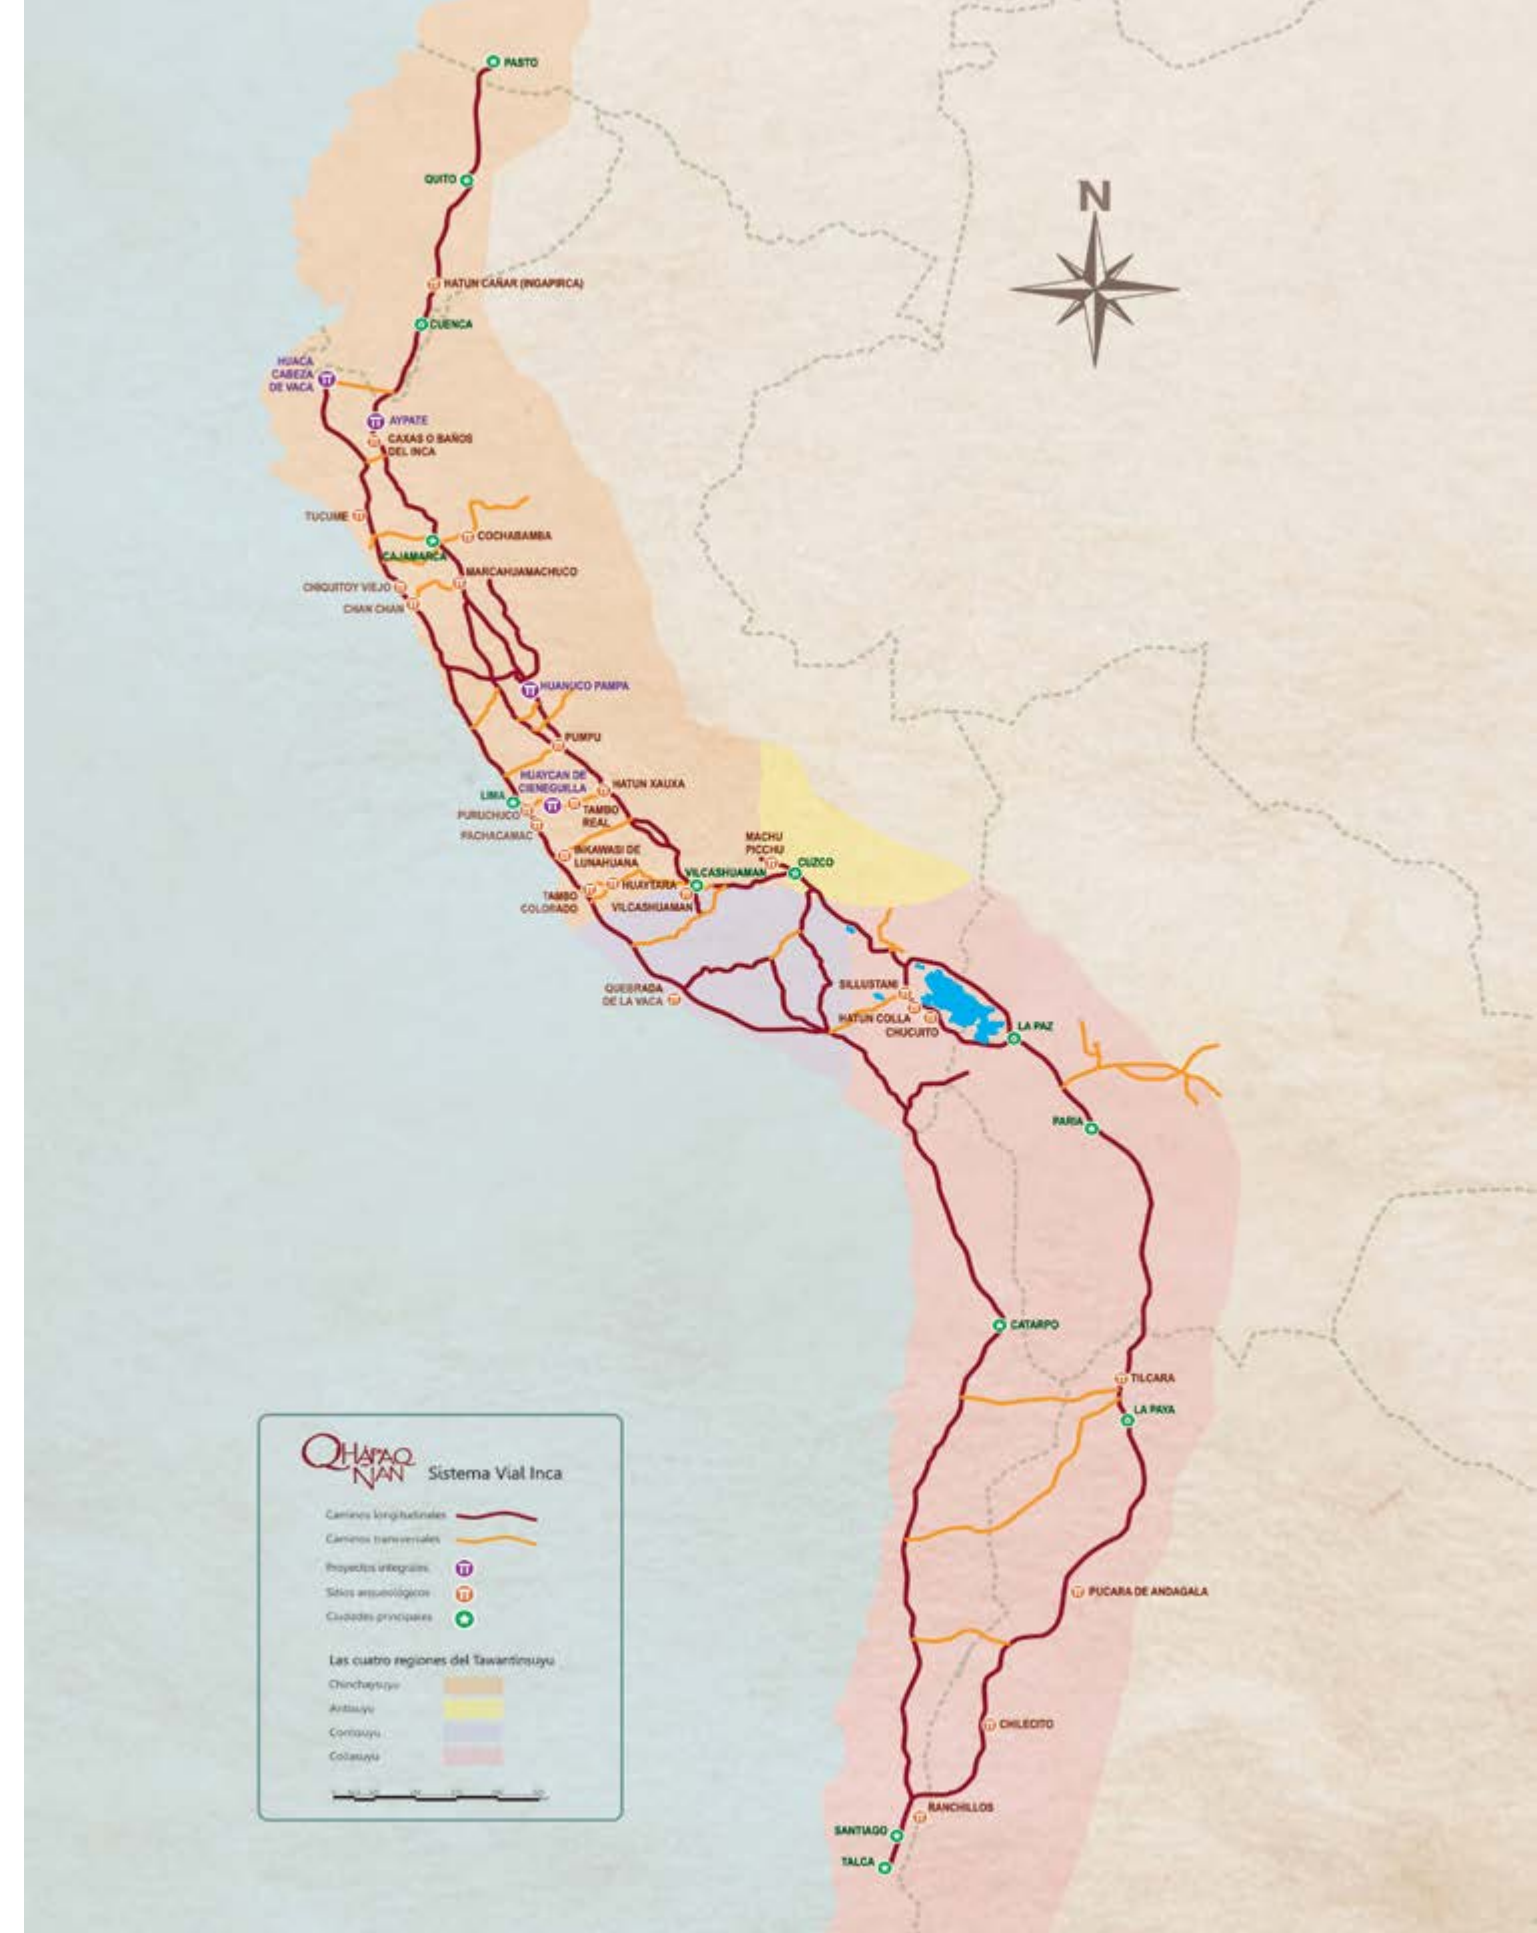 PASTO
N
QUITO
HATUN CAÑAR (INGAPIRCA)
CUENCA
HUACA
CABEZA
DE VACA
AYPATE
CAXAS O BAÑOS
DEL INCA
TUCUME
COCHABAMBA
CAJAMARCA
MARCAHUAMACHUCO
CHIQUITOY VIEJO
CHAN CHAN
HUANUCO PAMPA
PUMPU
HUAYCAN DE
CIENEGUILLA
HATUN XAUXA
LIMA
TAMBO
REAL
PURUCHUCO
PACHACAMAC
MACHU
PICCHU
CUZCO
INKAWASI DE
LUNAHUANA
VILCASHUAMAN
HUAYTARA
TAMBO
COLORADO
VILCASHUAMAN
QUEBRADA
DE LA VACA
SILLUSTANI
HATUN COLLA
CHUCUITO
LA PAZ
PARIA
CATARPO
TILCARA
LA PAYA
PUCARA DE ANDAGALA
CHILECITO
RANCHILLOS
SANTIAGO
TALCA
QHAPAQ
ÑAN
Sistema Vial Inca
Caminos longitudinales
Caminos transversales
Proyectos integrales
Sitios arqueológicos
Ciudades principales
Las cuatro regiones del Tawantinsuyu
Chinchaysuyu
Antisuyu
Contisuyu
Collasuyu